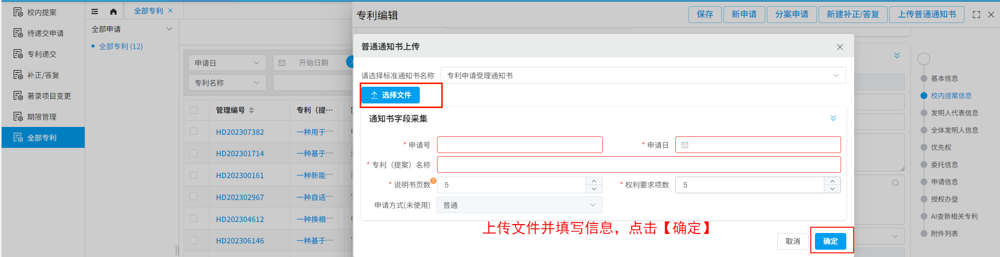 校内提案
待递交申请
专利递交
补正/答复
著录项目变更
期限管理
全部专利
全部专利 ×
全部申请
全部专利 (12)
申请日
开始日期
专利名称
管理编号
专利（提…
HD202307382
一种用于…
HD202301714
一种基于…
HD202300161
一种新能…
HD202302967
一种自适…
HD202304612
一种换相…
HD202306146
一种基于…
专利编辑
保存
新申请
分案申请
新建补正/答复
上传普通通知书
普通通知书上传
请选择标准通知书名称
专利申请受理通知书
选择文件
通知书字段采集
* 申请号
* 申请日
* 专利（提案）名称
* 说明书页数
?
5
* 权利要求项数
5
申请方式(未使用)
普通
上传文件并填写信息，点击【确定】
取消
确定
基本信息
校内提案信息
发明人代表信息
全体发明人信息
优先权
委托信息
申请信息
授权办登
AI查新相关专利
附件列表